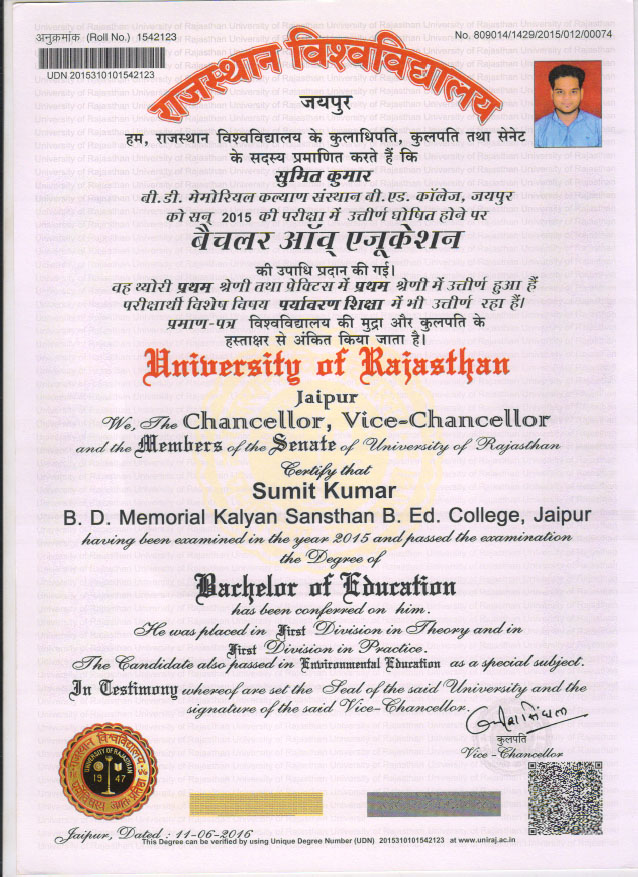 अनुक्रमांक (Roll No.) 1542123
No. 809014/1429/2015/012/00074
UDN 2015310101542123
राजस्थान विश्वविद्यालय
जयपुर
हम, राजस्थान विश्वविद्यालय के कुलाधिपति, कुलपति तथा सेनेट
के सदस्य प्रमाणित करते हैं कि
सुमित कुमार
बी.डी. मेमोरियल कल्याण संस्थान बी.एड. कॉलेज, जयपुर
को सन् 2015 की परीक्षा में उत्तीर्ण घोषित होने पर
बैचलर ऑव् एजूकेशन
की उपाधि प्रदान की गई।
वह थ्योरी प्रथम श्रेणी तथा प्रेक्टिस में प्रथम श्रेणी में उत्तीर्ण हुआ हैं
परीक्षार्थी विशेष विषय पर्यावरण शिक्षा में भी उत्तीर्ण रहा हैं।
प्रमाण-पत्र विश्वविद्यालय की मुद्रा और कुलपति के
हस्ताक्षर से अंकित किया जाता है।
University of Rajasthan
Jaipur
We, The Chancellor, Vice-Chancellor
and the Members of the Senate of University of Rajasthan
Certify that
Sumit Kumar
B. D. Memorial Kalyan Sansthan B. Ed. College, Jaipur
having been examined in the year 2015 and passed the examination
the Degree of
Bachelor of Education
has been conferred on him.
He was placed in First Division in Theory and in
First Division in Practice.
The Candidate also passed in Environmental Education as a special subject.
In Testimony whereof are set the Seal of the said University and the
signature of the said Vice-Chancellor.
कुलपति
Vice - Chancellor
UNIVERSITY OF RAJASTHAN
1947
Jaipur, Dated : 11-06-2016
This Degree can be verified by using Unique Degree Number (UDN) 2015310101542123 at www.uniraj.ac.in